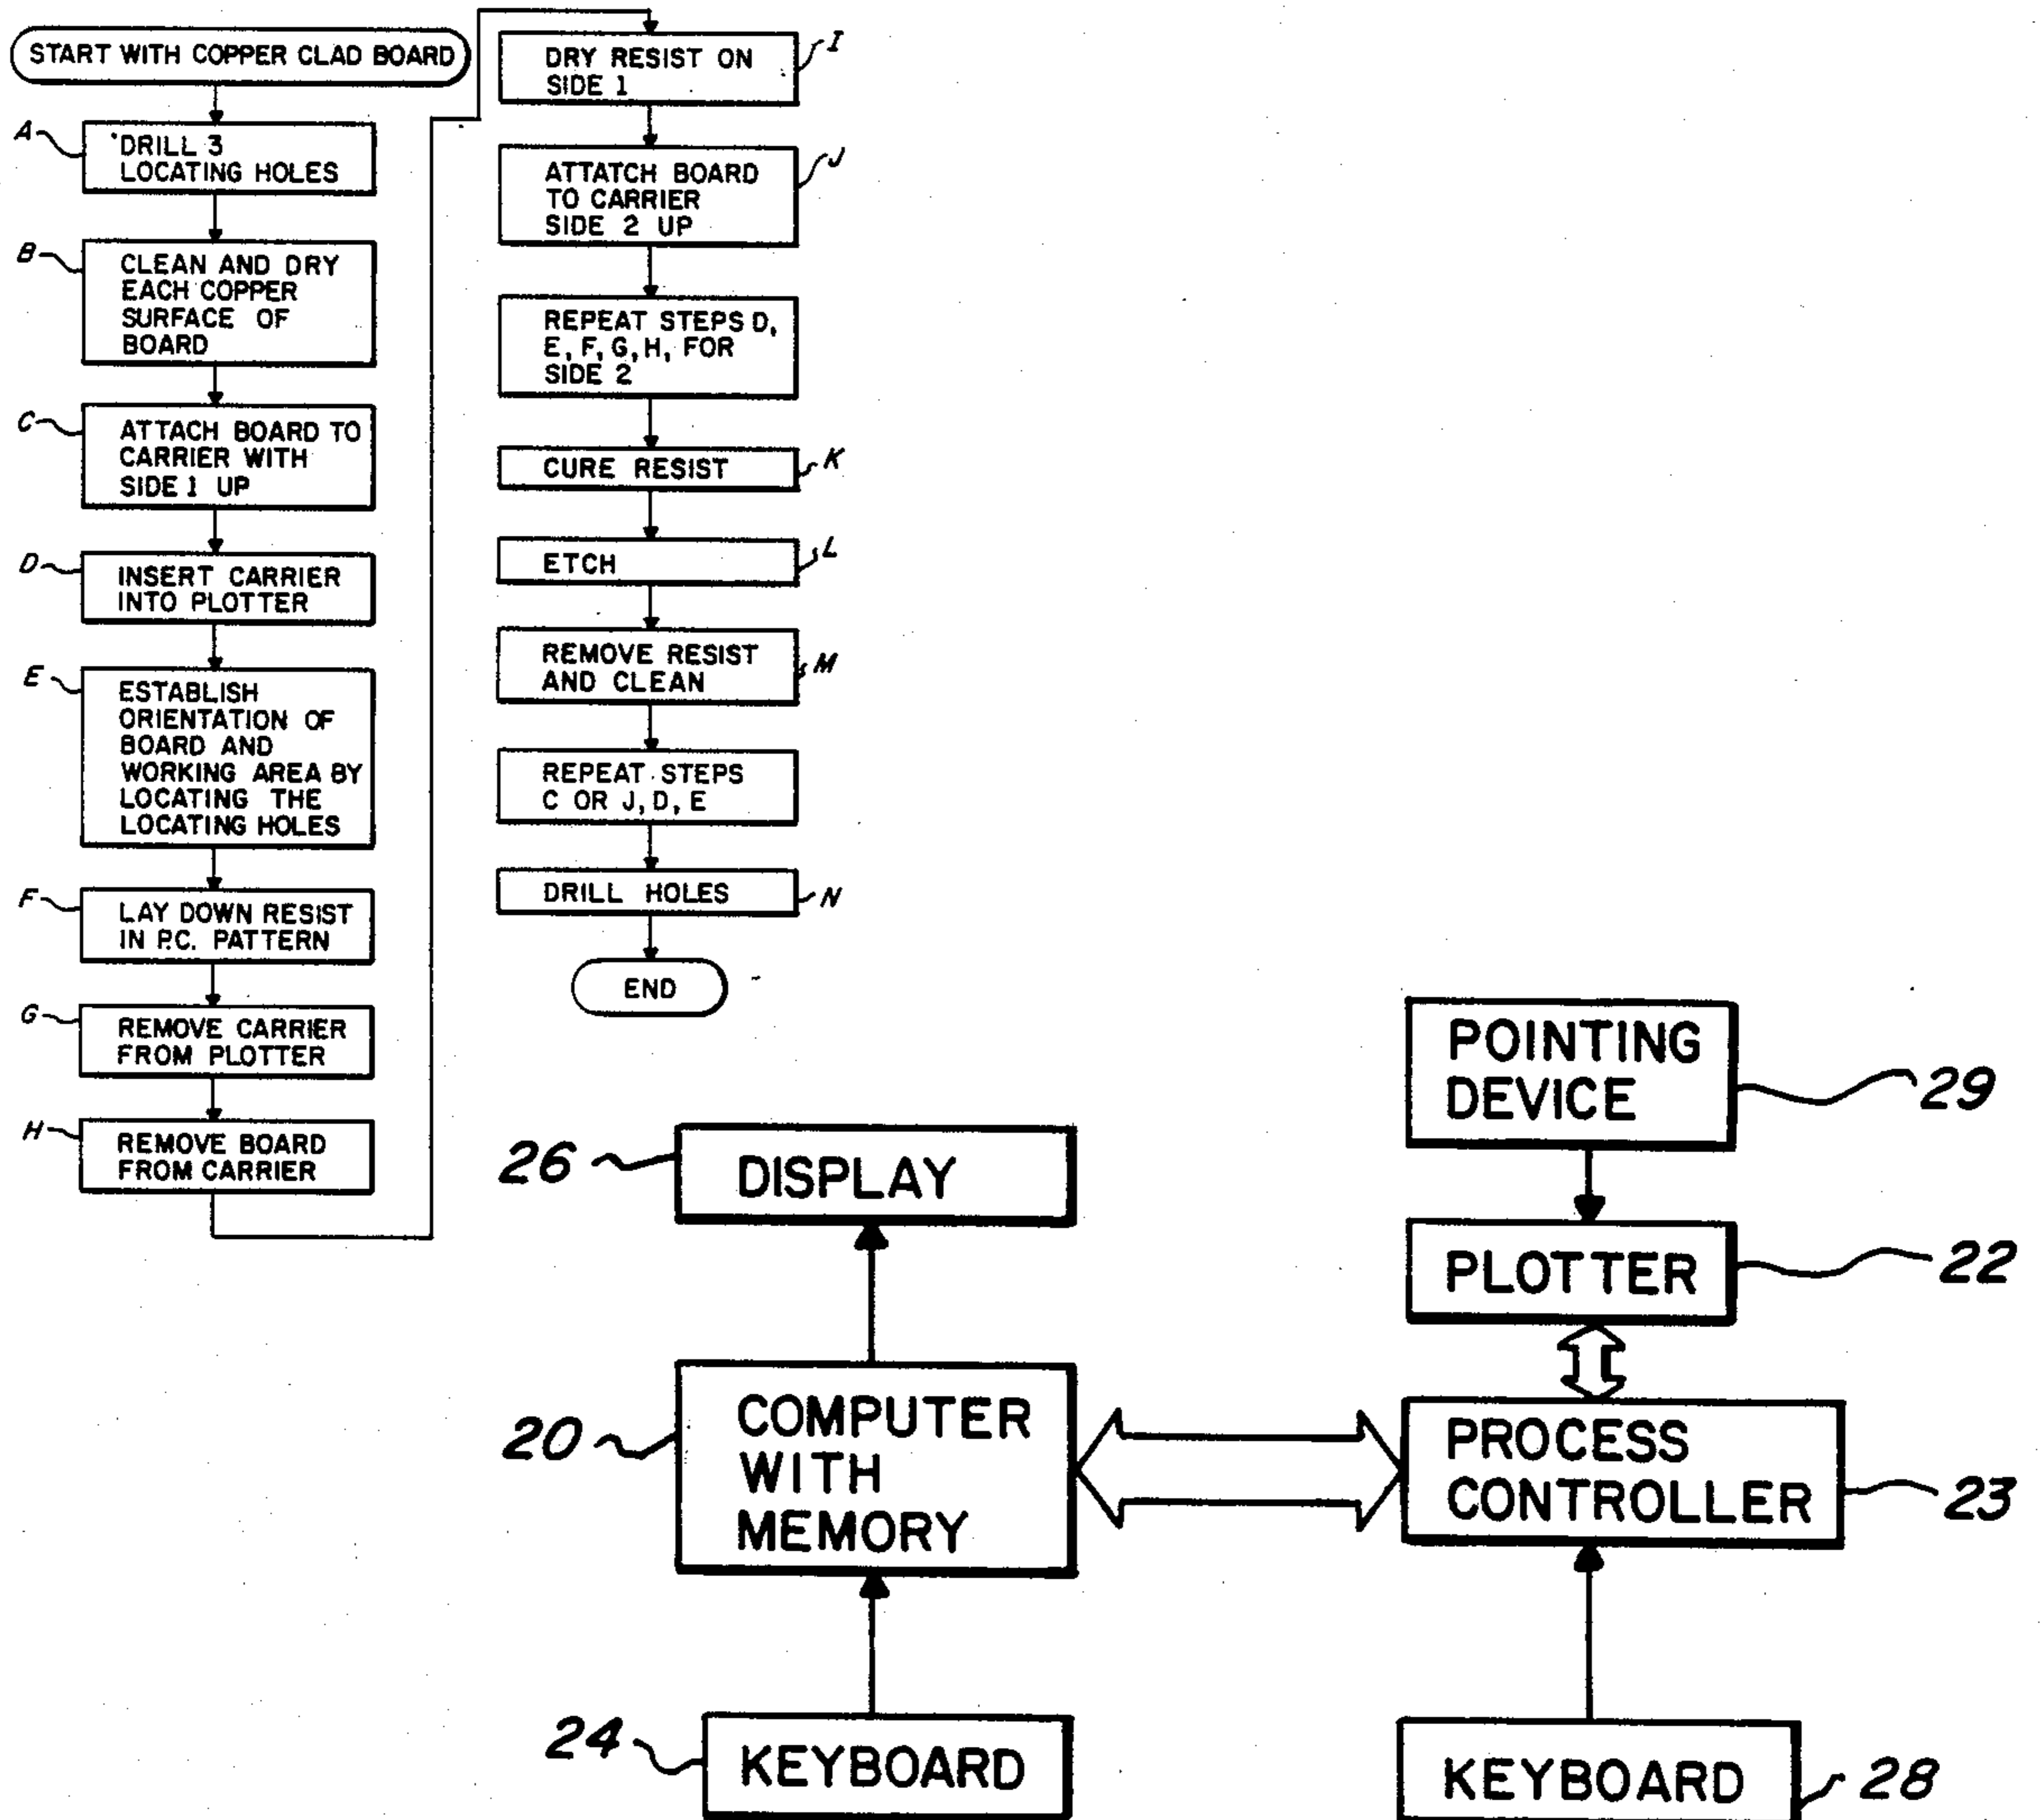 START WITH COPPER CLAD BOARD
A
DRILL 3
LOCATING HOLES
B
CLEAN AND DRY
EACH COPPER
SURFACE OF
BOARD
C
ATTACH BOARD TO
CARRIER WITH
SIDE 1 UP
D
INSERT CARRIER
INTO PLOTTER
E
ESTABLISH
ORIENTATION OF
BOARD AND
WORKING AREA BY
LOCATING THE
LOCATING HOLES
F
LAY DOWN RESIST
IN P.C. PATTERN
G
REMOVE CARRIER
FROM PLOTTER
H
REMOVE BOARD
FROM CARRIER
I
DRY RESIST ON
SIDE 1
J
ATTATCH BOARD
TO CARRIER
SIDE 2 UP
REPEAT STEPS D,
E, F, G, H, FOR
SIDE 2
CURE RESIST
K
ETCH
L
REMOVE RESIST
AND CLEAN
M
REPEAT STEPS
C OR J, D, E
DRILL HOLES
N
END
POINTING
DEVICE
29
26
DISPLAY
PLOTTER
22
20
COMPUTER
WITH
MEMORY
PROCESS
CONTROLLER
23
24
KEYBOARD
KEYBOARD
28